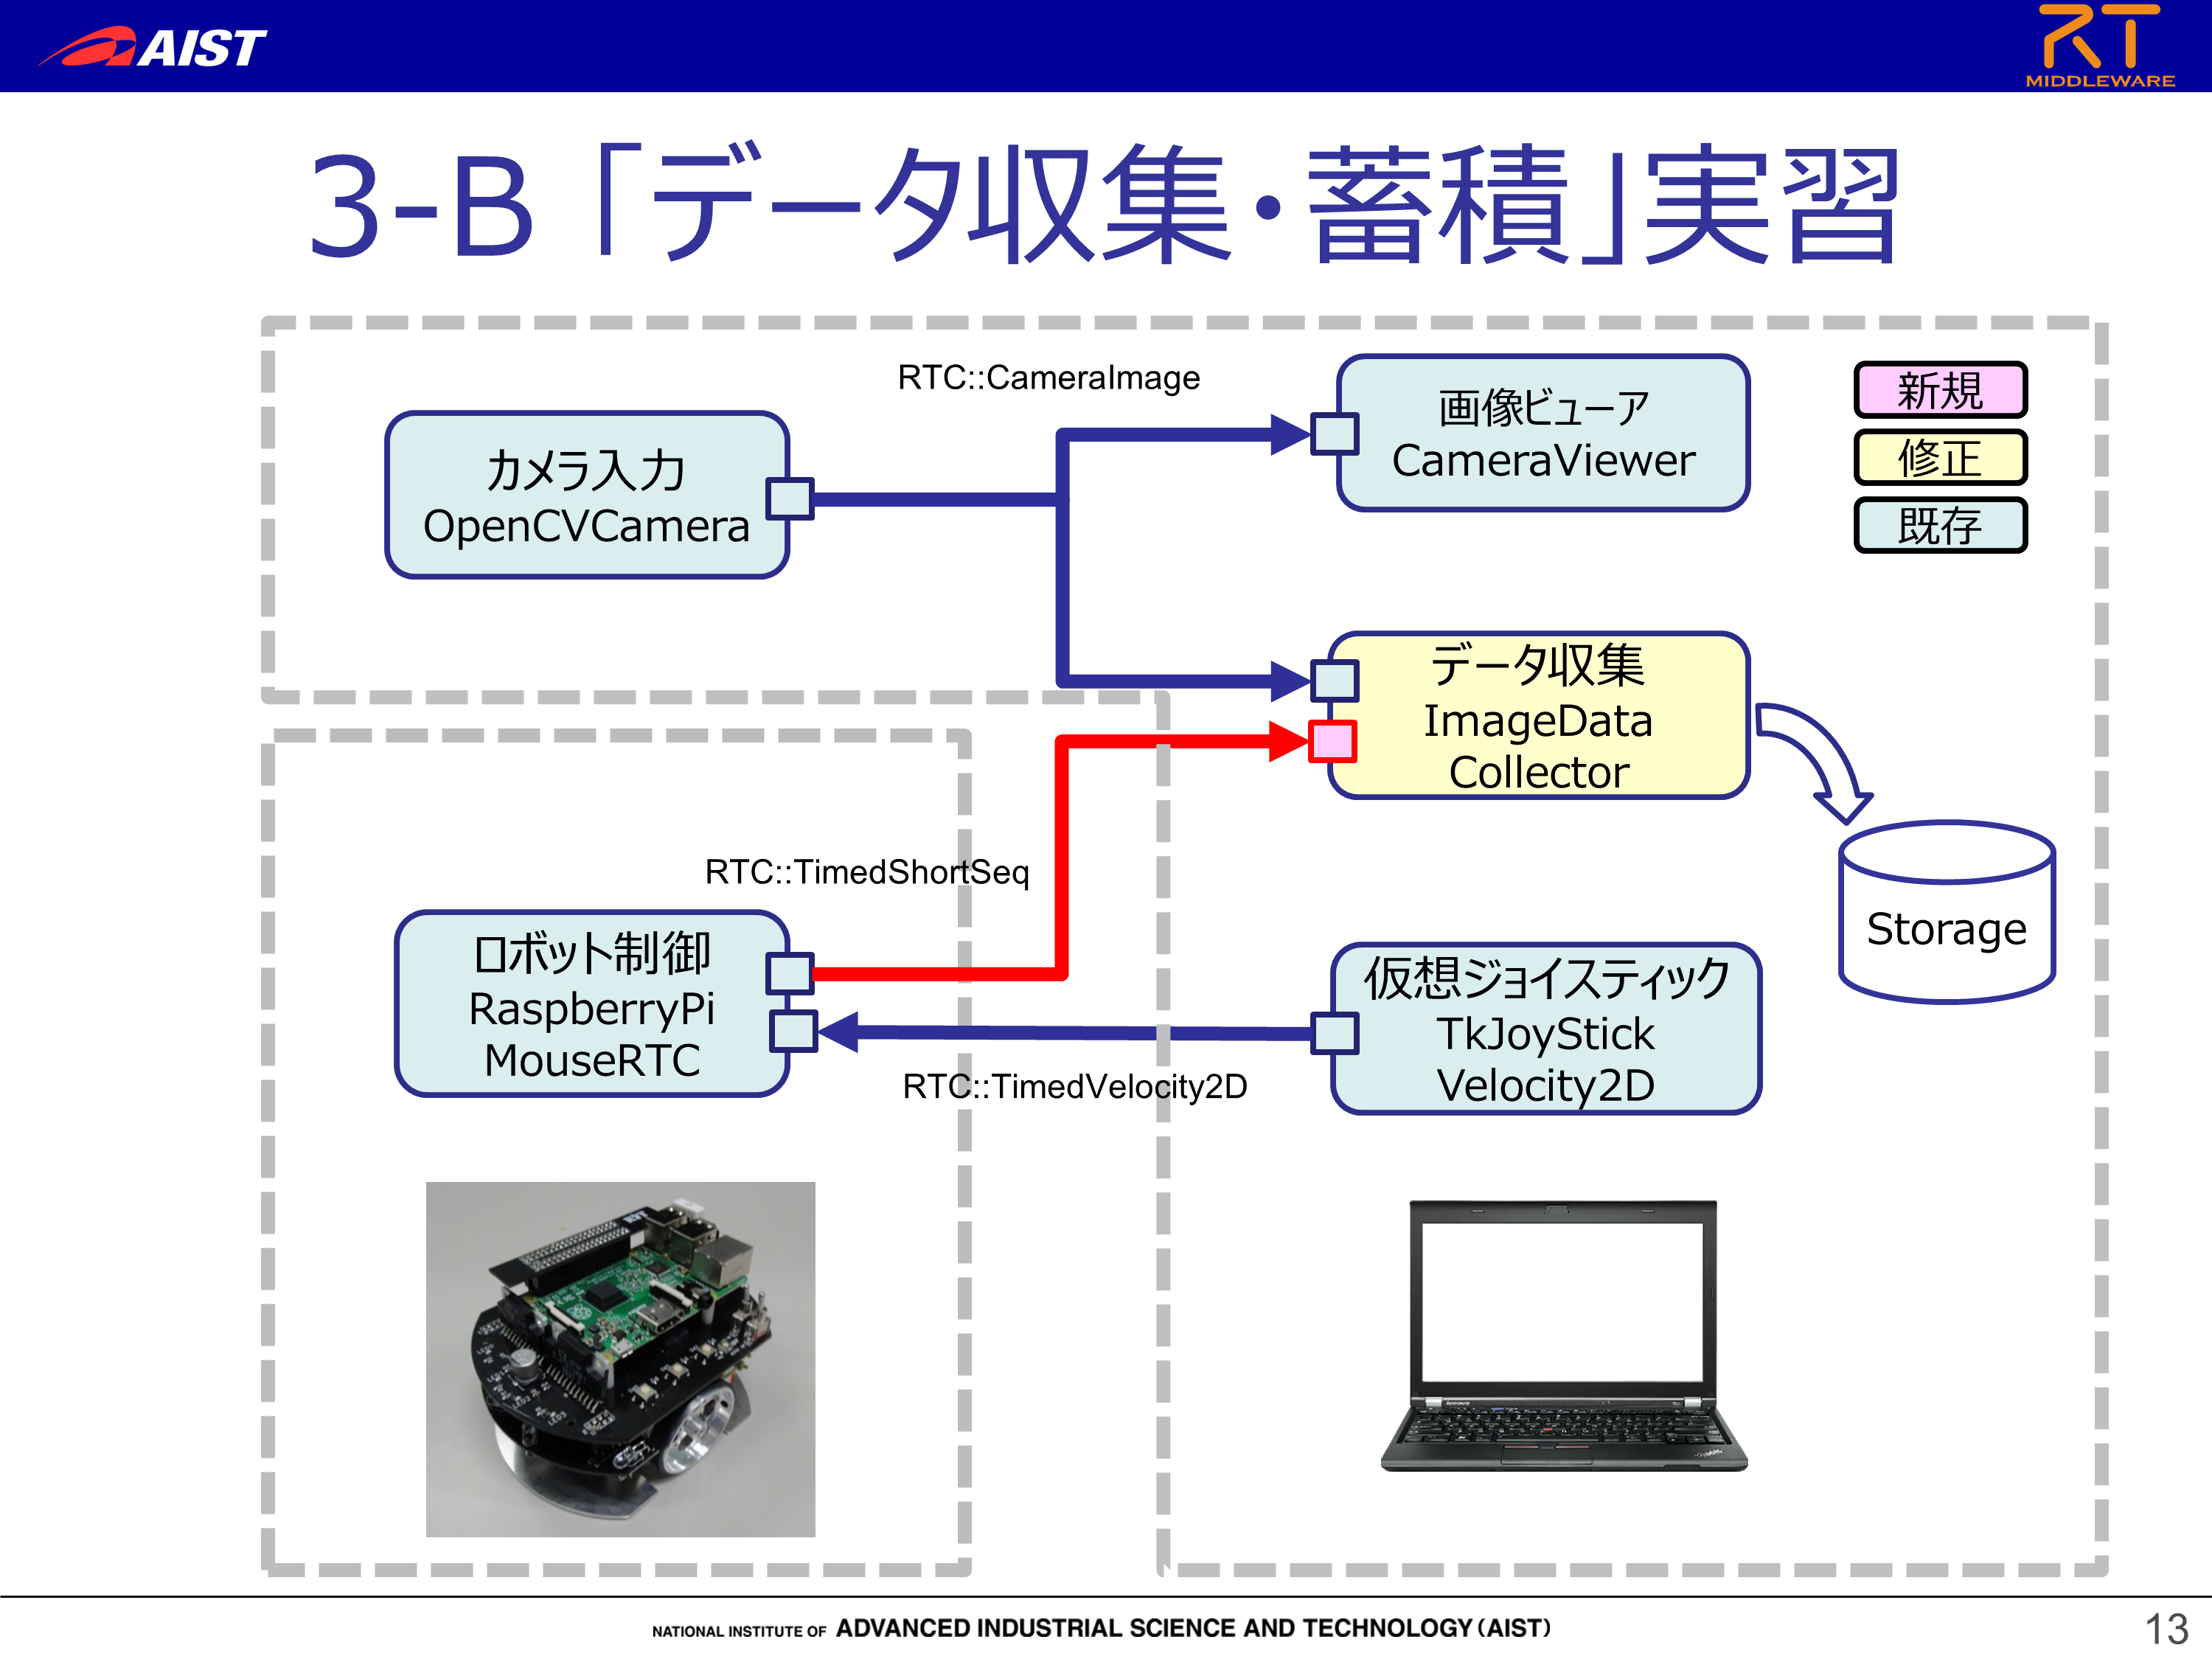 AIST
RT
MIDDLEWARE
3-B「データ収集・蓄積」実習
RTC::CameraImage
カメラ入力
OpenCVCamera
画像ビューア
CameraViewer
新規
修正
既存
データ収集
ImageData
Collector
RTC::TimedShortSeq
ロボット制御
RaspberryPi
MouseRTC
RTC::TimedVelocity2D
仮想ジョイスティック
TkJoyStick
Velocity2D
Storage
NATIONAL INSTITUTE OF ADVANCED INDUSTRIAL SCIENCE AND TECHNOLOGY(AIST)
13